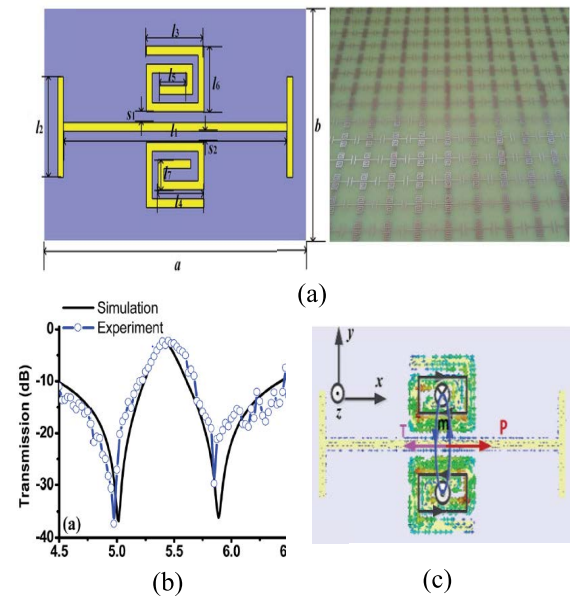 l3
l5
l6
s1
l2
l1
s2
b
l7
l4
a
(a)
Simulation
Experiment
Transmission (dB)
0
-10
-20
-30
-40
(a)
4.5
5.0
5.5
6.0
6
(b)
y
x
z
m
T
P
(c)